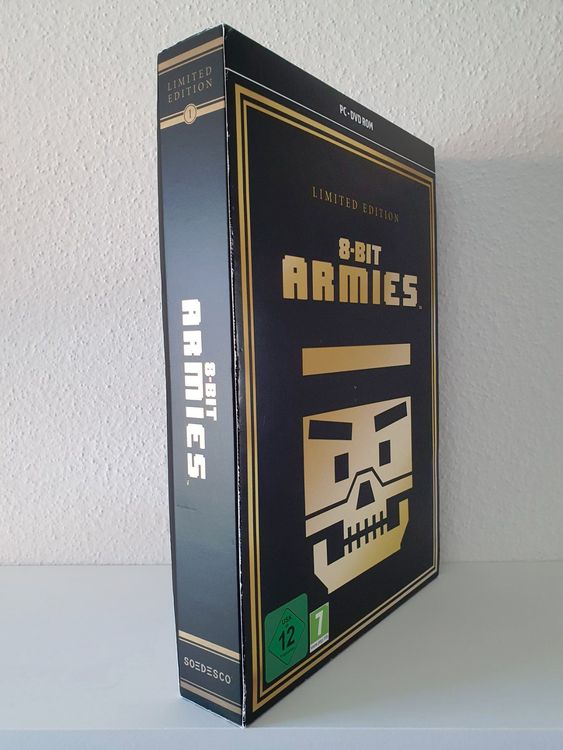 LIMITED
EDITION
1
8-BIT
ARMIES
SOEDESCO
PC - DVD ROM
LIMITED EDITION
8-BIT
ARMIES
USK
12
7